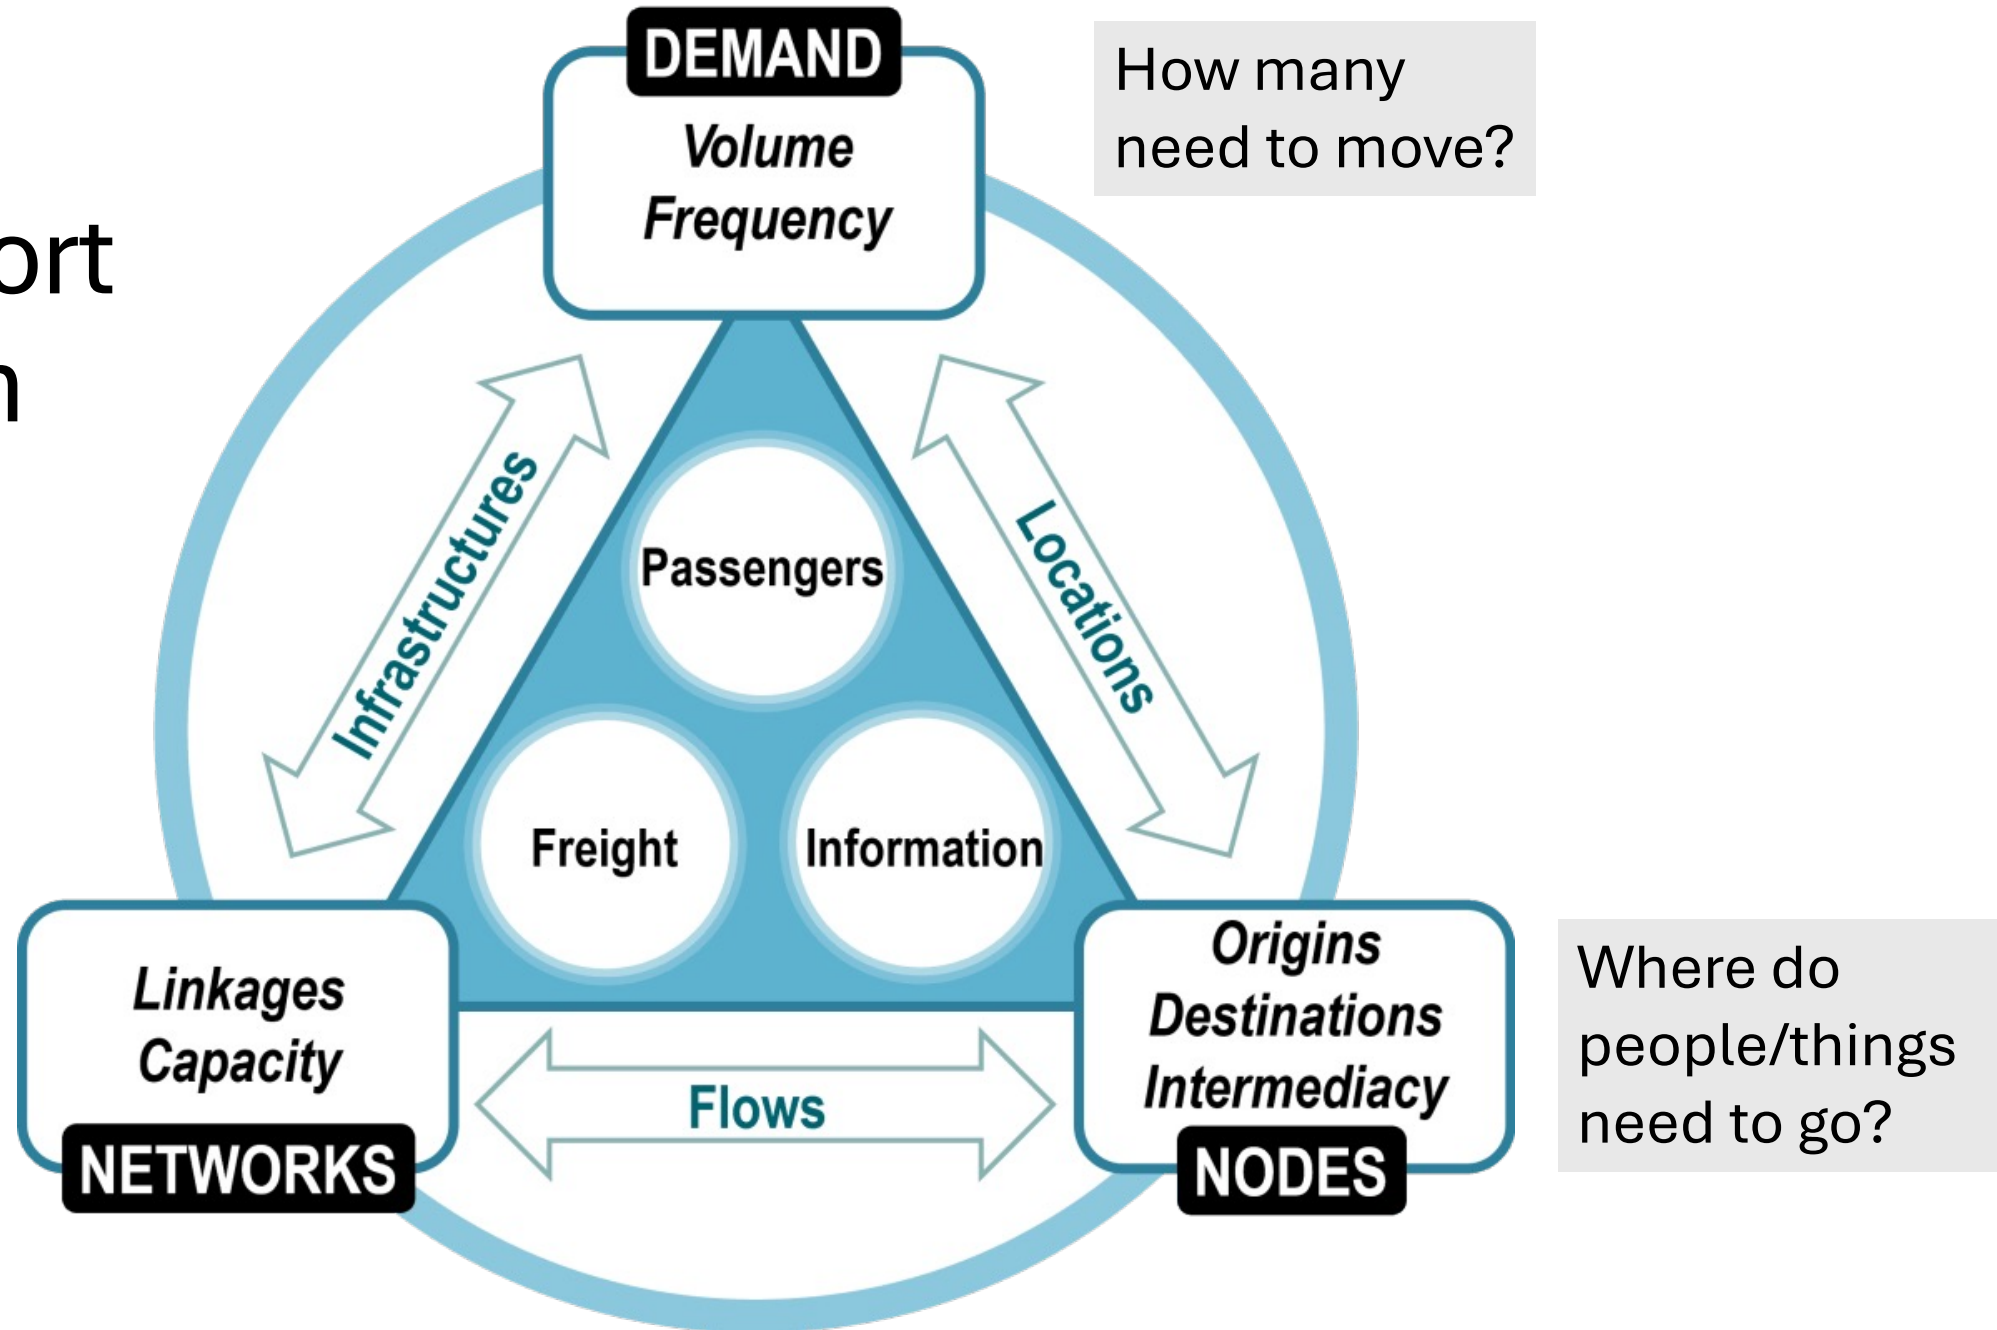 ort
n
DEMAND
Volume
Frequency
How many
need to move?
Infrastructures
Locations
Passengers
Freight
Information
Linkages
Capacity
NETWORKS
Flows
Origins
Destinations
Intermediacy
NODES
Where do
people/things
need to go?